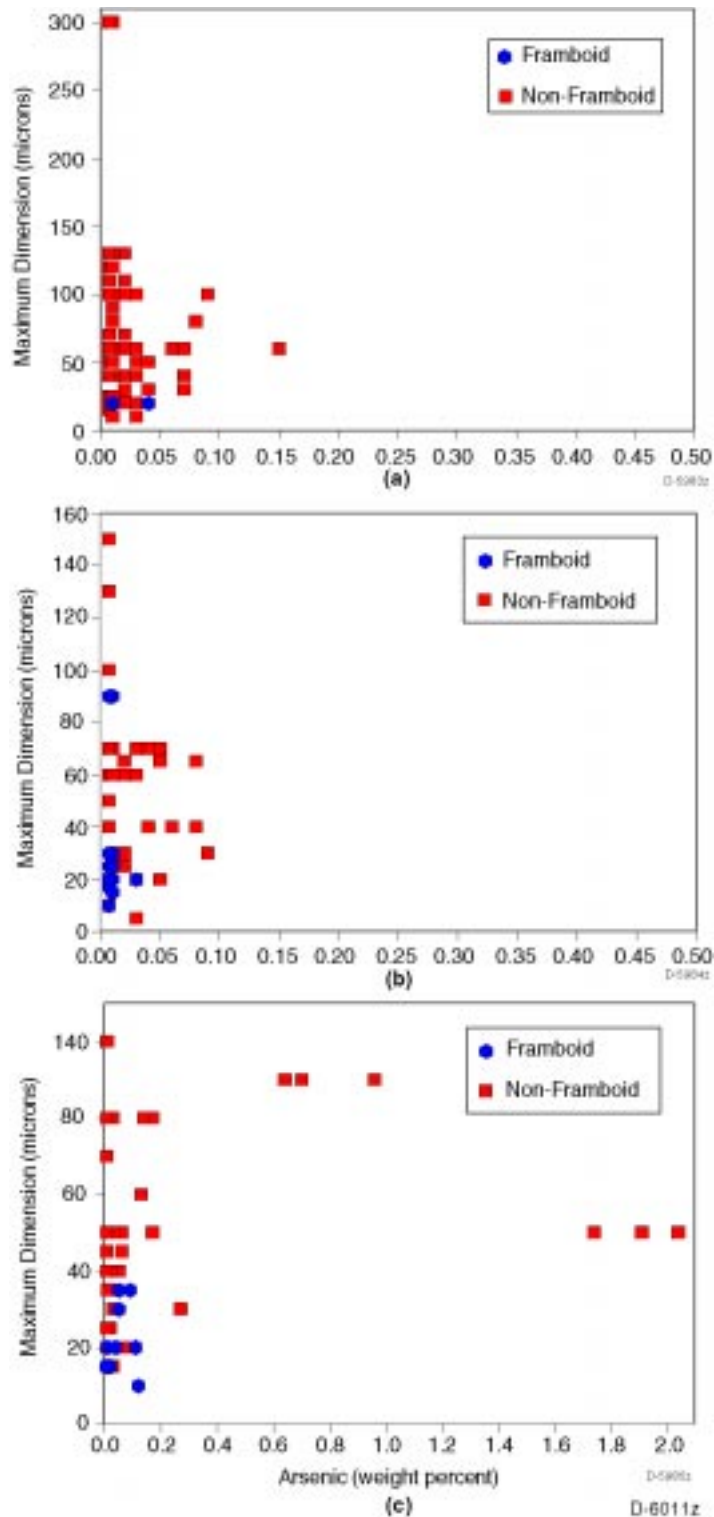 Maximum Dimension (microns)
300
250
200
150
100
50
0
Framboid
Non-Framboid
0.00 0.05 0.10 0.15 0.20 0.25 0.30 0.35 0.40 0.45 0.50
(a)
Maximum Dimension (microns)
160
140
120
100
80
60
40
20
0
Framboid
Non-Framboid
0.00 0.05 0.10 0.15 0.20 0.25 0.30 0.35 0.40 0.45 0.50
(b)
Maximum Dimension (microns)
140
80
60
40
20
0
Framboid
Non-Framboid
0.0 0.2 0.4 0.6 0.8 1.0 1.2 1.4 1.6 1.8 2.0
Arsenic (weight percent)
(c)
D-6011z